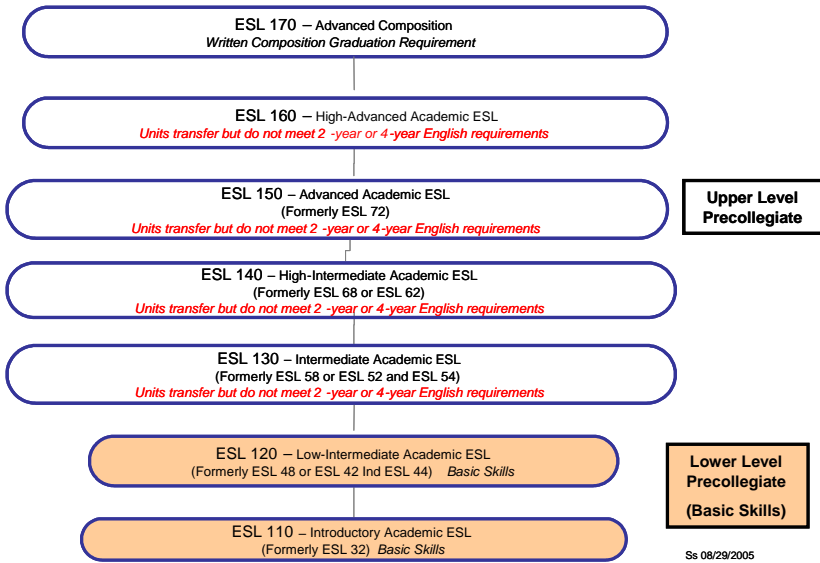 ESL 170 – Advanced Composition
Written Composition Graduation Requirement
ESL 160 – High-Advanced Academic ESL
Units transfer but do not meet 2 -year or 4-year English requirements
ESL 150 – Advanced Academic ESL
(Formerly ESL 72)
Units transfer but do not meet 2 -year or 4-year English requirements
Upper Level
Precollegiate
ESL 140 – High-Intermediate Academic ESL
(Formerly ESL 68 or ESL 62)
Units transfer but do not meet 2 -year or 4-year English requirements
ESL 130 – Intermediate Academic ESL
(Formerly ESL 58 or ESL 52 and ESL 54)
Units transfer but do not meet 2 -year or 4-year English requirements
ESL 120 – Low-Intermediate Academic ESL
(Formerly ESL 48 or ESL 42 Ind ESL 44) Basic Skills
Lower Level
Precollegiate
(Basic Skills)
ESL 110 – Introductory Academic ESL
(Formerly ESL 32) Basic Skills
Ss 08/29/2005